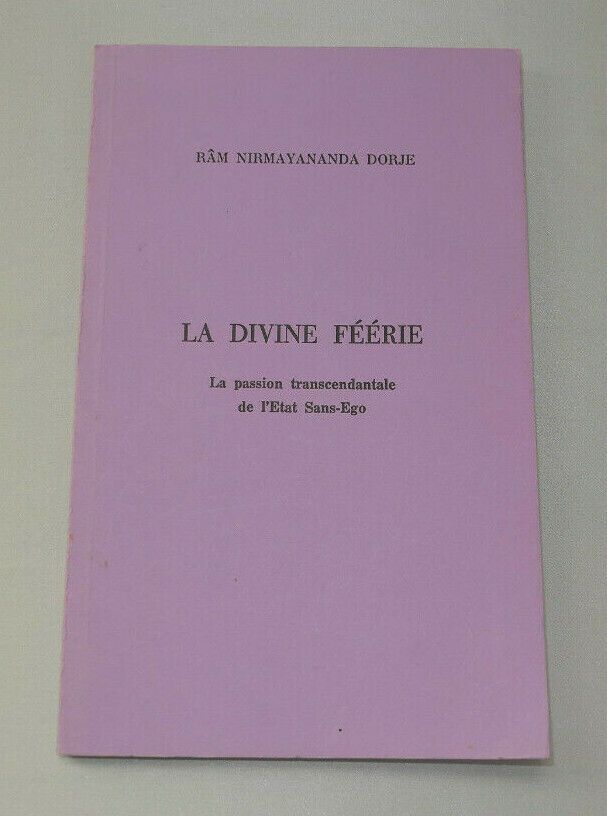 RÂM NIRMAYANANDA DORJE
LA DIVINE FÉÉRIE
La passion transcendantale
de l'Etat Sans-Ego